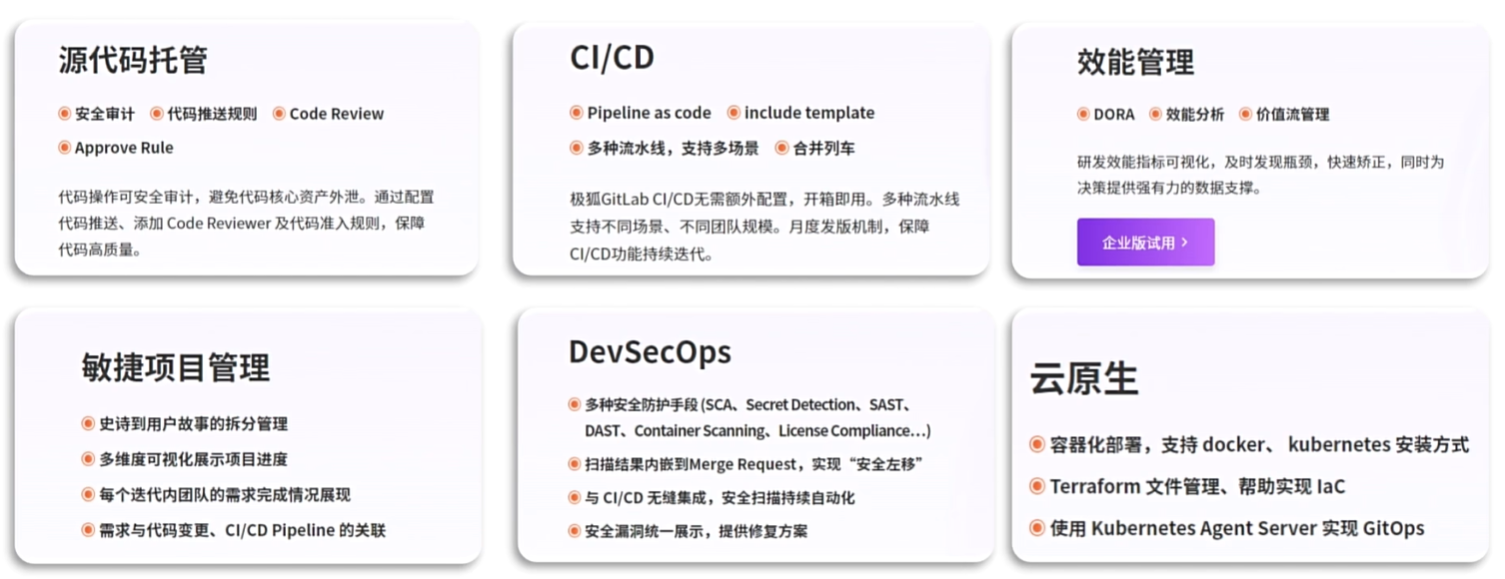 源代码托管
安全审计 代码推送规则 Code Review
Approve Rule
代码操作可安全审计，避免代码核心资产外泄。通过配置
代码推送、添加 Code Reviewer 及代码准入规则，保障
代码高质量。
CI/CD
Pipeline as code include template
多种流水线，支持多场景 合并列车
极狐GitLab CI/CD无需额外配置，开箱即用。多种流水线
支持不同场景、不同团队规模。月度发版机制，保障
CI/CD功能持续迭代。
效能管理
DORA 效能分析 价值流管理
研发效能指标可视化，及时发现瓶颈，快速矫正，同时为
决策提供强有力的数据支撑。
企业版试用 ›
敏捷项目管理
史诗到用户故事的拆分管理
多维度可视化展示项目进度
每个迭代内团队的需求完成情况展现
需求与代码变更、CI/CD Pipeline 的关联
DevSecOps
多种安全防护手段 (SCA、Secret Detection、SAST、
DAST、Container Scanning、License Compliance…)
扫描结果内嵌到Merge Request，实现“安全左移”
与 CI/CD 无缝集成，安全扫描持续自动化
安全漏洞统一展示，提供修复方案
云原生
容器化部署，支持 docker、 kubernetes 安装方式
Terraform 文件管理、帮助实现 IaC
使用 Kubernetes Agent Server 实现 GitOps